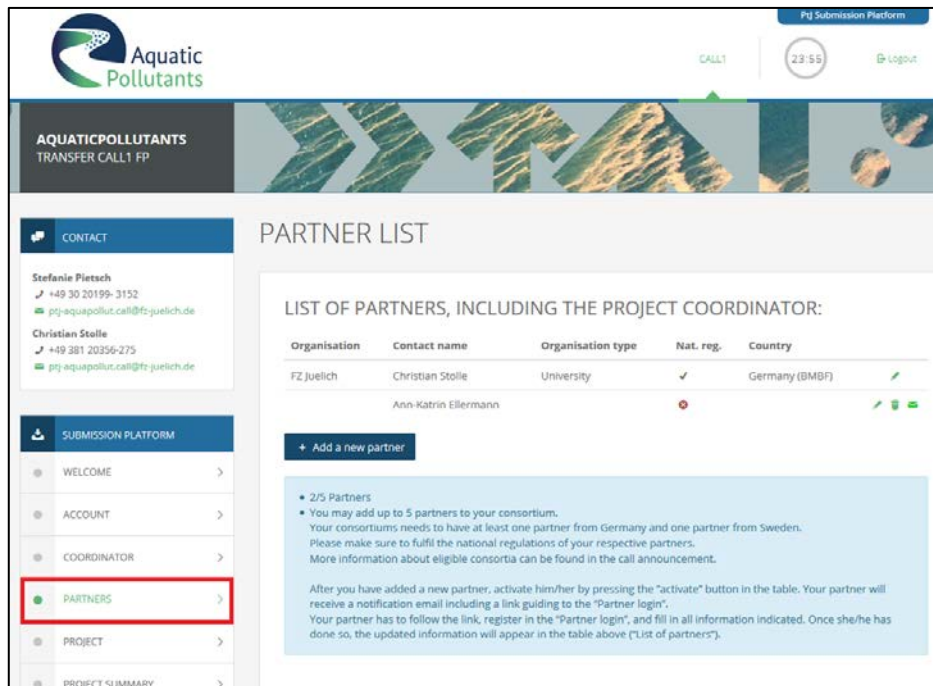 PtJ Submission Platform
Aquatic
Pollutants
CALL1
23:55
Logout
AQUATICPOLLUTANTS
TRANSFER CALL1 FP
CONTACT
Stefanie Pietsch
+49 30 20199- 3152
ptj-aquapollut.call@fz-juelich.de
Christian Stolle
+49 381 20356-275
ptj-aquapollut.call@fz-juelich.de
SUBMISSION PLATFORM
WELCOME
ACCOUNT
COORDINATOR
PARTNERS
PROJECT
PROJECT SUMMARY
PARTNER LIST
LIST OF PARTNERS, INCLUDING THE PROJECT COORDINATOR:
Organisation Contact name Organisation type Nat. reg. Country
FZ Juelich Christian Stolle University Germany (BMBF)
Ann-Katrin Ellermann
+ Add a new partner
• 2/5 Partners
• You may add up to 5 partners to your consortium.
Your consortiums needs to have at least one partner from Germany and one partner from Sweden.
Please make sure to fulfil the national regulations of your respective partners.
More information about eligible consortia can be found in the call announcement.
After you have added a new partner, activate him/her by pressing the "activate" button in the table. Your partner will
receive a notification email including a link guiding to the "Partner login".
Your partner has to follow the link, register in the "Partner login", and fill in all information indicated. Once she/he has
done so, the updated information will appear in the table above ("List of partners").